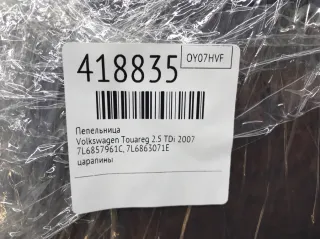 418835
OY07HVF
Пепельница
Volkswagen Touareg 2.5 TDi 2007
7L6857961C, 7L6863071E
царапины